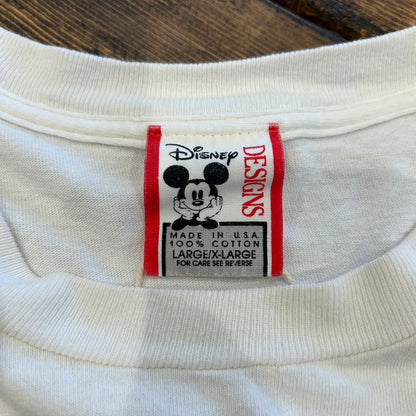 Disney
DESIGNS
MADE IN U.S.A.
100% COTTON
LARGE/X-LARGE
FOR CARE SEE REVERSE